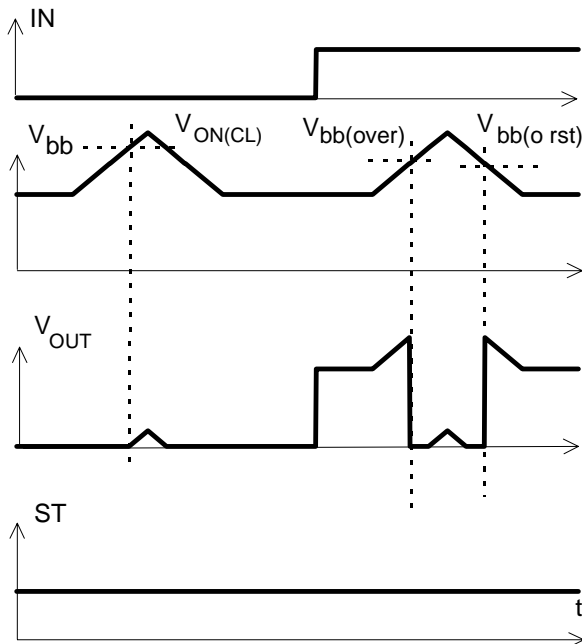 IN
V_bb
V_ON(CL)
V_bb(over)
V_bb(o rst)
V_OUT
ST
t